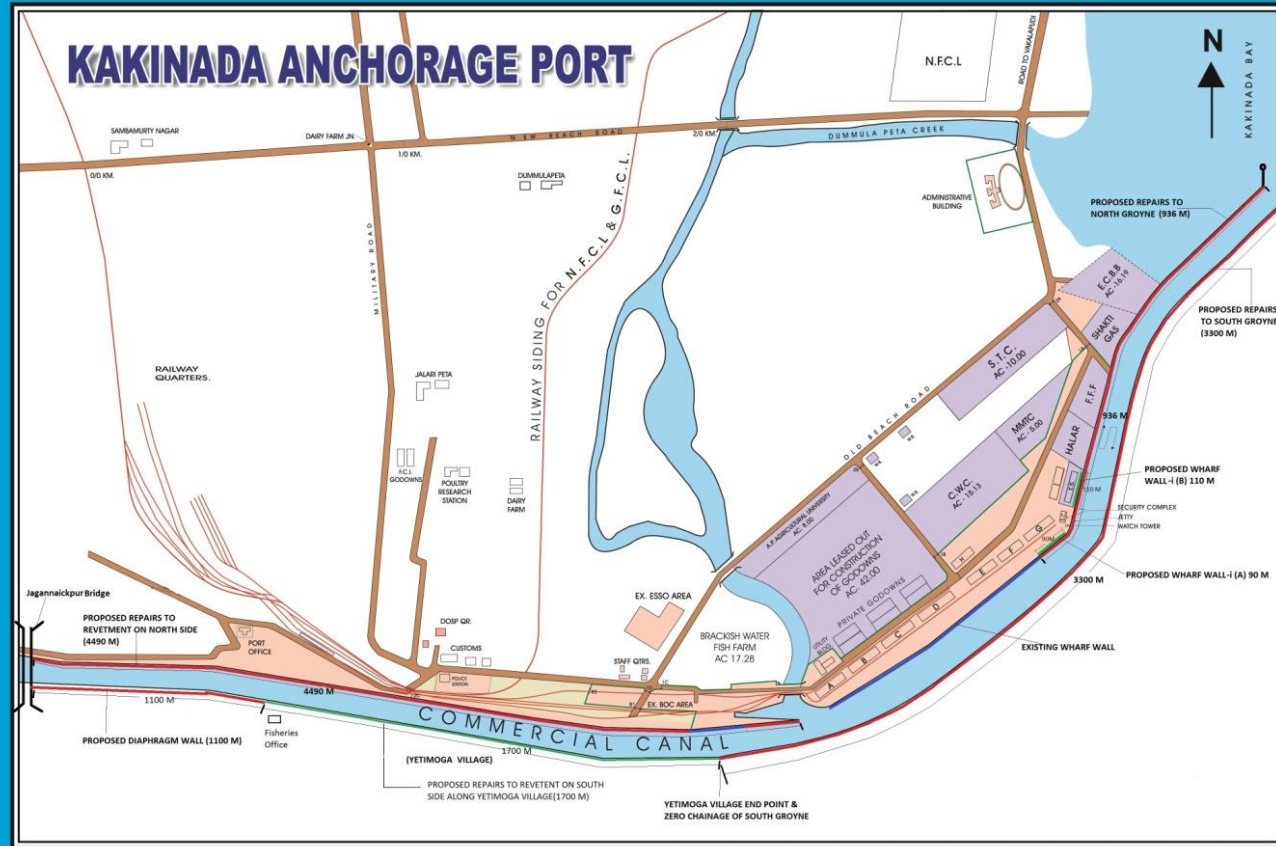 KAKINADA ANCHORAGE PORT
N
KAKINADA BAY
N.F.C.L
ROAD TO VAKALAPUDI
SAMBAMURTY NAGAR
DAIRY FARM JN.
NEW BEACH ROAD
2/0 KM.
DUMMULA PETA CREEK
0/0 KM.
1/0 KM.
DUMMULAPETA
ADMINISTRATIVE
BUILDING
PROPOSED REPAIRS TO
NORTH GROYNE (936 M)
MILITARY ROAD
RAILWAY SIDING FOR N.F.C.L & G.F.C.L.
E.C.B.B
AC -16.19
PROPOSED REPAIRS
TO SOUTH GROYNE
(3300 M)
SHAKTI
GAS
S.T.C.
AC -10.00
RAILWAY
QUARTERS.
JALARI PETA
OLD BEACH ROAD
MMTC
AC - 5.00
F.F.F
936 M
HALAR
F.C.I.
GODOWNS
POULTRY
RESEARCH
STATION
DAIRY
FARM
C.W.C.
AC - 15.13
PROPOSED WHARF
WALL-i (B) 110 M
SECURITY COMPLEX
JETTY
WATCH TOWER
A.P. AGRICULTURAL UNIVERSITY
AC. 8.00
AREA LEASED OUT
FOR CONSTRUCTION
OF GODOWNS
AC- 42.00
PROPOSED WHARF WALL-i (A) 90 M
3300 M
Jagannaickpur Bridge
PROPOSED REPAIRS TO
REVETMENT ON NORTH SIDE
(4490 M)
PORT
OFFICE
DOSP QR.
CUSTOMS
POLICE
STATION
EX. ESSO AREA
STAFF QTRS.
BRACKISH WATER
FISH FARM
AC 17.28
PRIVATE GODOWNS
UTILITY
BLDG
A
B
C
D
E
F
G
H
EXISTING WHARF WALL
4490 M
1100 M
EX. BOC AREA
COMMERCIAL CANAL
PROPOSED DIAPHRAGM WALL (1100 M)
Fisheries
Office
1700 M
(YETIMOGA VILLAGE)
PROPOSED REPAIRS TO REVETENT ON SOUTH
SIDE ALONG YETIMOGA VILLAGE(1700 M)
YETIMOGA VILLAGE END POINT &
ZERO CHAINAGE OF SOUTH GROYNE